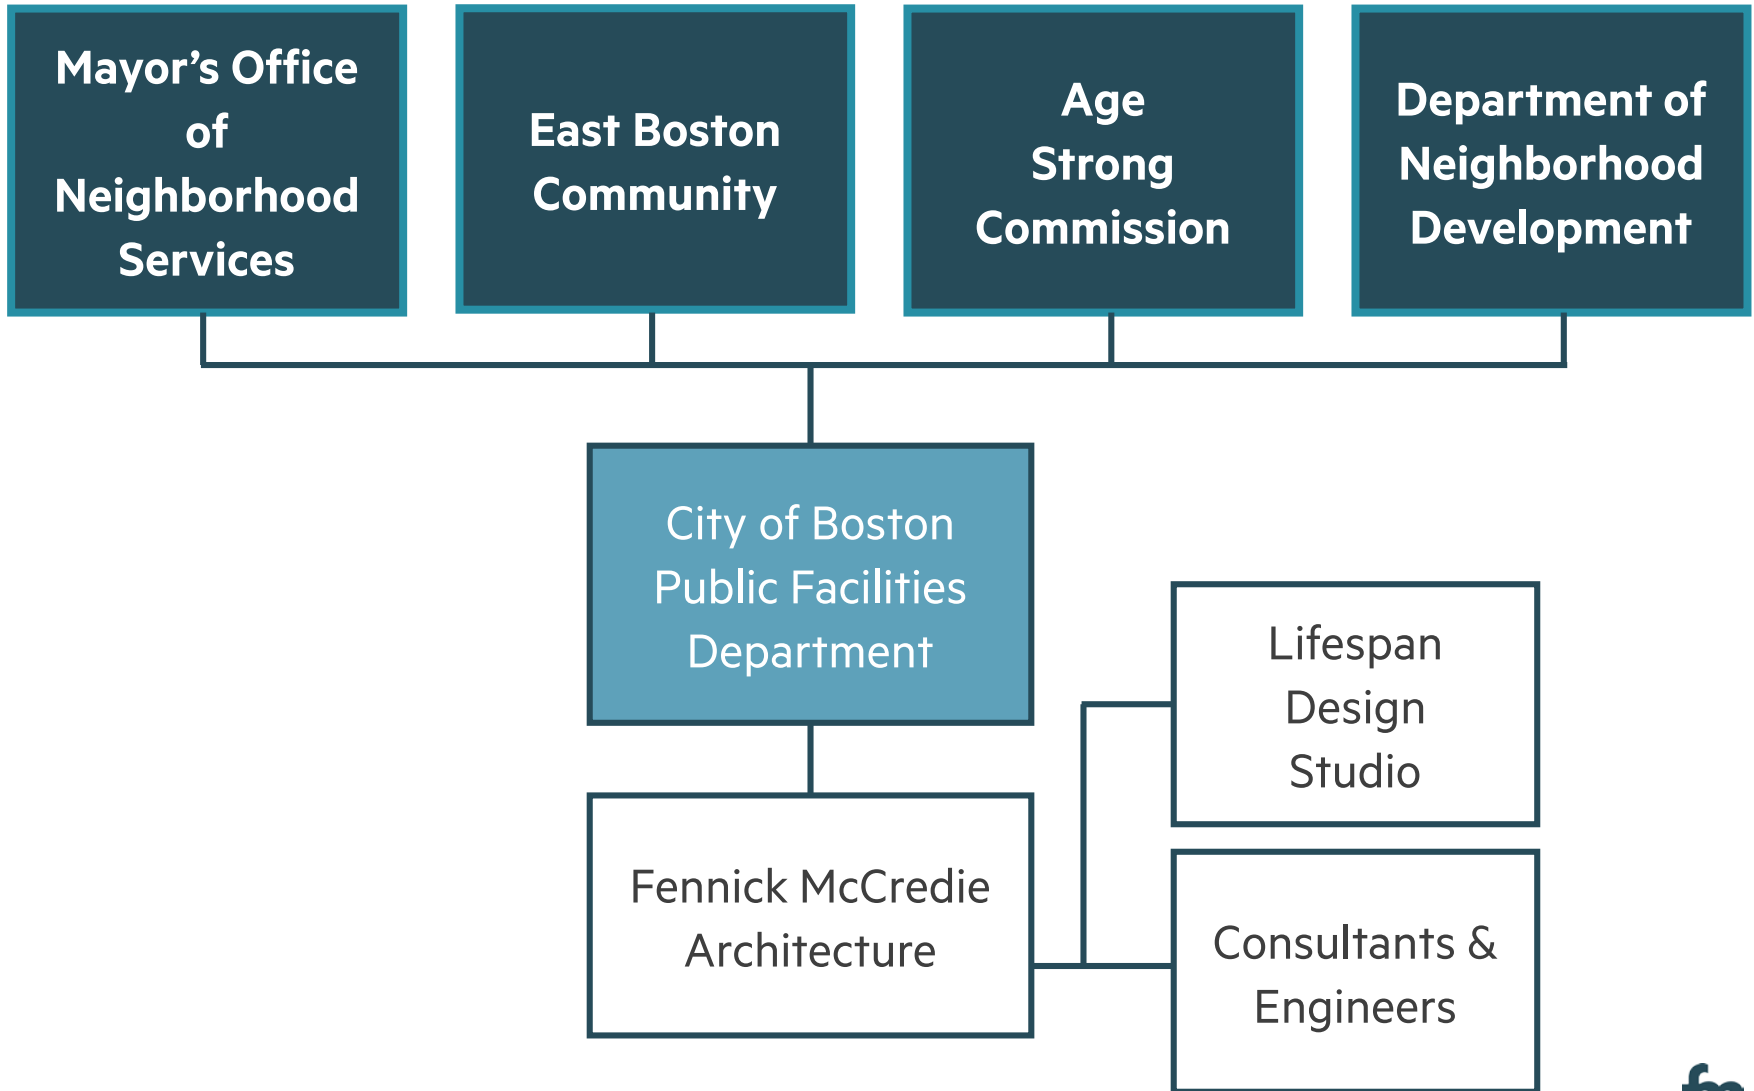 Mayor’s Office
of
Neighborhood
Services
East Boston
Community
Age
Strong
Commission
Department of
Neighborhood
Development
City of Boston
Public Facilities
Department
Lifespan
Design
Studio
Fennick McCredie
Architecture
Consultants &
Engineers